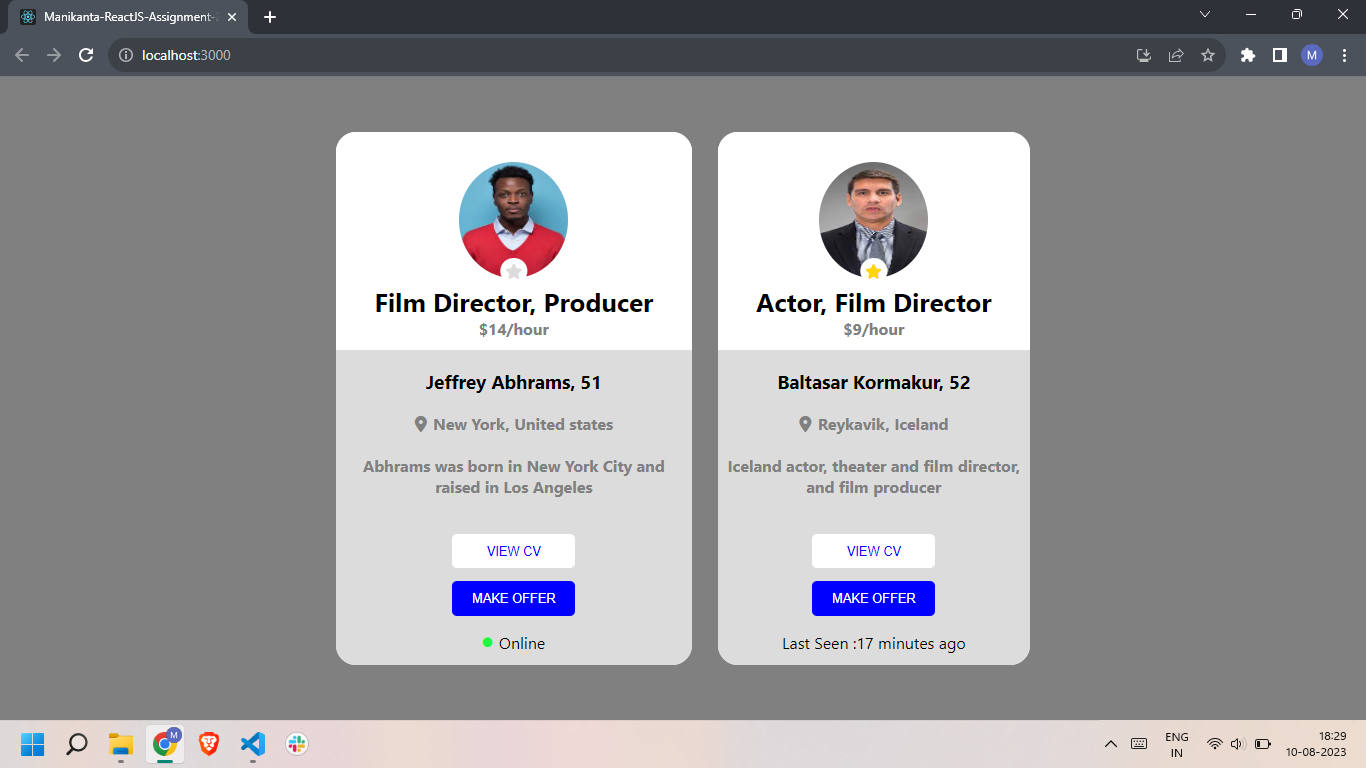 Manikanta-ReactJS-Assignment-
localhost:3000
M
Film Director, Producer
$14/hour
Jeffrey Abhrams, 51
New York, United states
Abhrams was born in New York City and
raised in Los Angeles
VIEW CV
MAKE OFFER
Online
Actor, Film Director
$9/hour
Baltasar Kormakur, 52
Reykavik, Iceland
Iceland actor, theater and film director,
and film producer
VIEW CV
MAKE OFFER
Last Seen :17 minutes ago
M
ENG
IN
18:29
10-08-2023